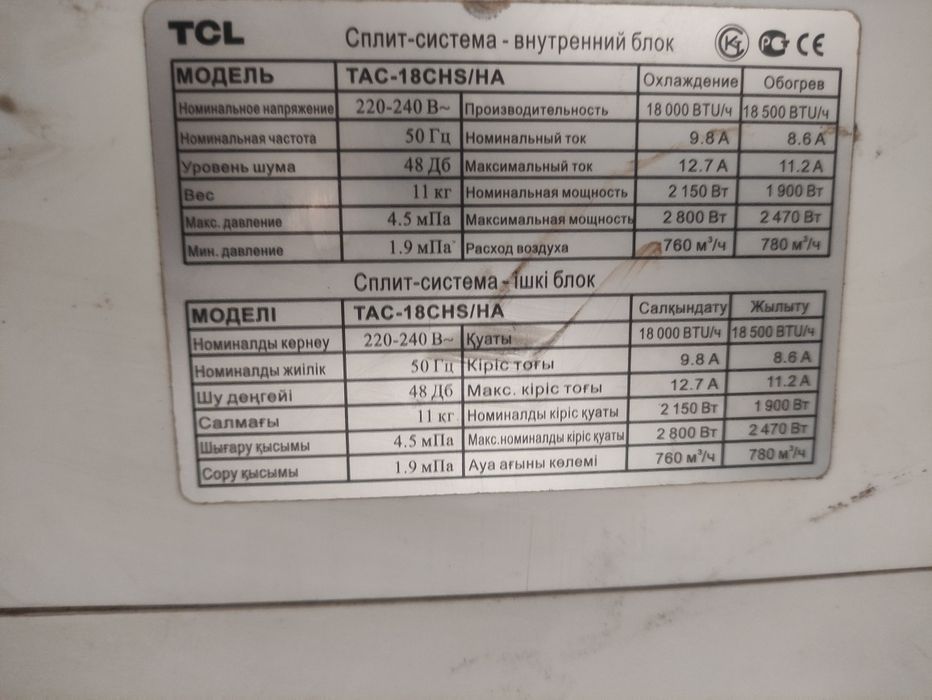 TCL Сплит-система - внутренний блок КТ РСТ CE
МОДЕЛЬ TAC-18CHS/HA Охлаждение Обогрев
Номинальное напряжение 220-240 В~ Производительность 18 000 BTU/ч 18 500 BTU/ч
Номинальная частота 50 Гц Номинальный ток 9.8 А 8.6 А
Уровень шума 48 Дб Максимальный ток 12.7 А 11.2 А
Вес 11 кг Номинальная мощность 2 150 Вт 1 900 Вт
Макс. давление 4.5 мПа Максимальная мощность 2 800 Вт 2 470 Вт
Мин. давление 1.9 мПа Расход воздуха 760 м³/ч 780 м³/ч
Сплит-система - ішкі блок
МОДЕЛІ TAC-18CHS/HA Салқындату Жылыту
Номиналды кернеу 220-240 В~ Қуаты 18 000 BTU/ч 18 500 BTU/ч
Номиналды жиілік 50 Гц Кіріс тоғы 9.8 А 8.6 А
Шу деңгейі 48 Дб Макс. кіріс тоғы 12.7 А 11.2 А
Салмағы 11 кг Номиналды кіріс қуаты 2 150 Вт 1 900 Вт
Шығару қысымы 4.5 мПа Макс.номиналды кіріс қуаты 2 800 Вт 2 470 Вт
Сору қысымы 1.9 мПа Ауа ағыны көлемі 760 м³/ч 780 м³/ч